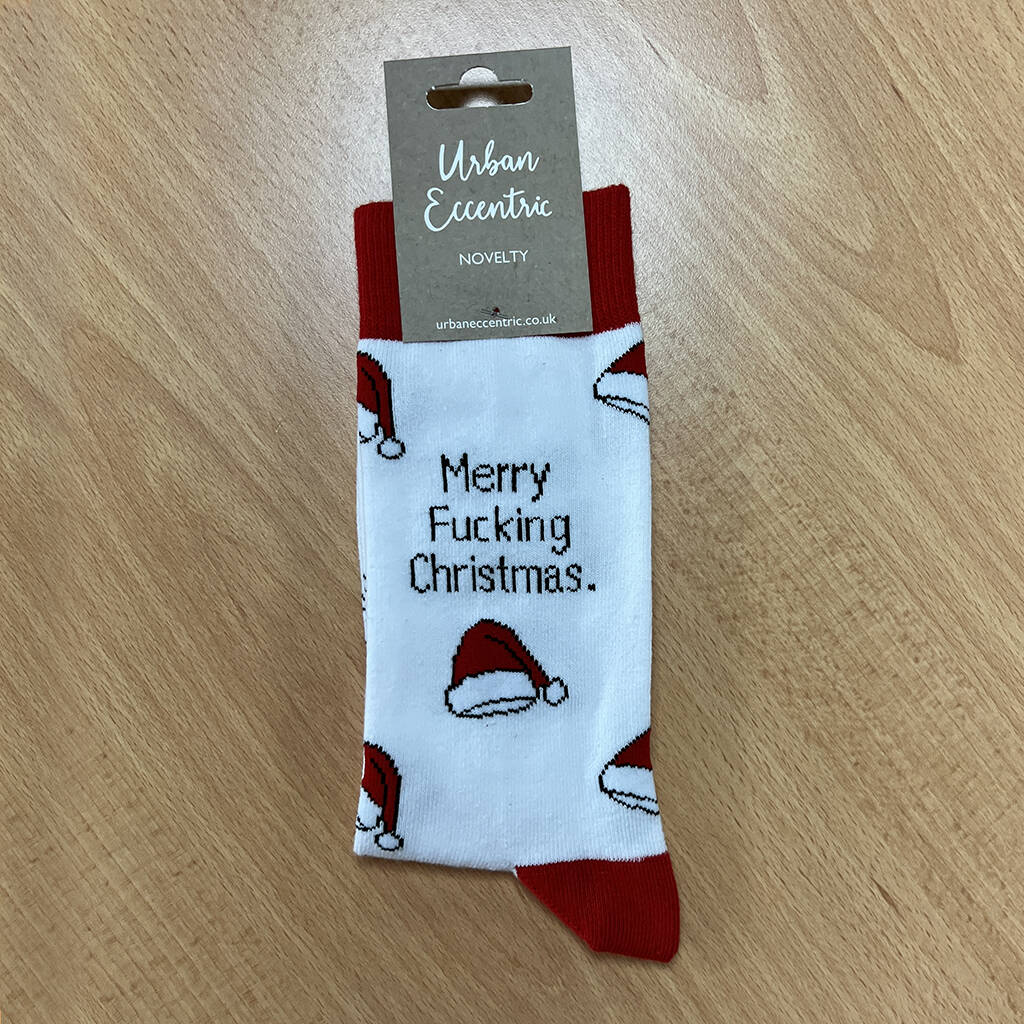 Urban
Eccentric
NOVELTY
urbaneccentric.co.uk
Merry
Fucking
Christmas.